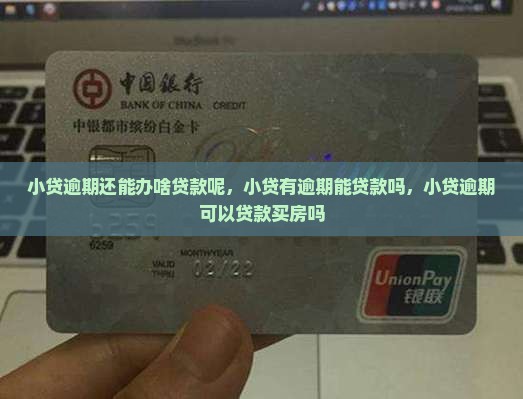 中国银行
BANK OF CHINA CREDIT
中银都市缤纷白金卡
小贷逾期还能办啥贷款呢，小贷有逾期能贷款吗，小贷逾期
可以贷款买房吗
6259
MONTH/YEAR
VALID
THRU
02/22
UnionPay
银联